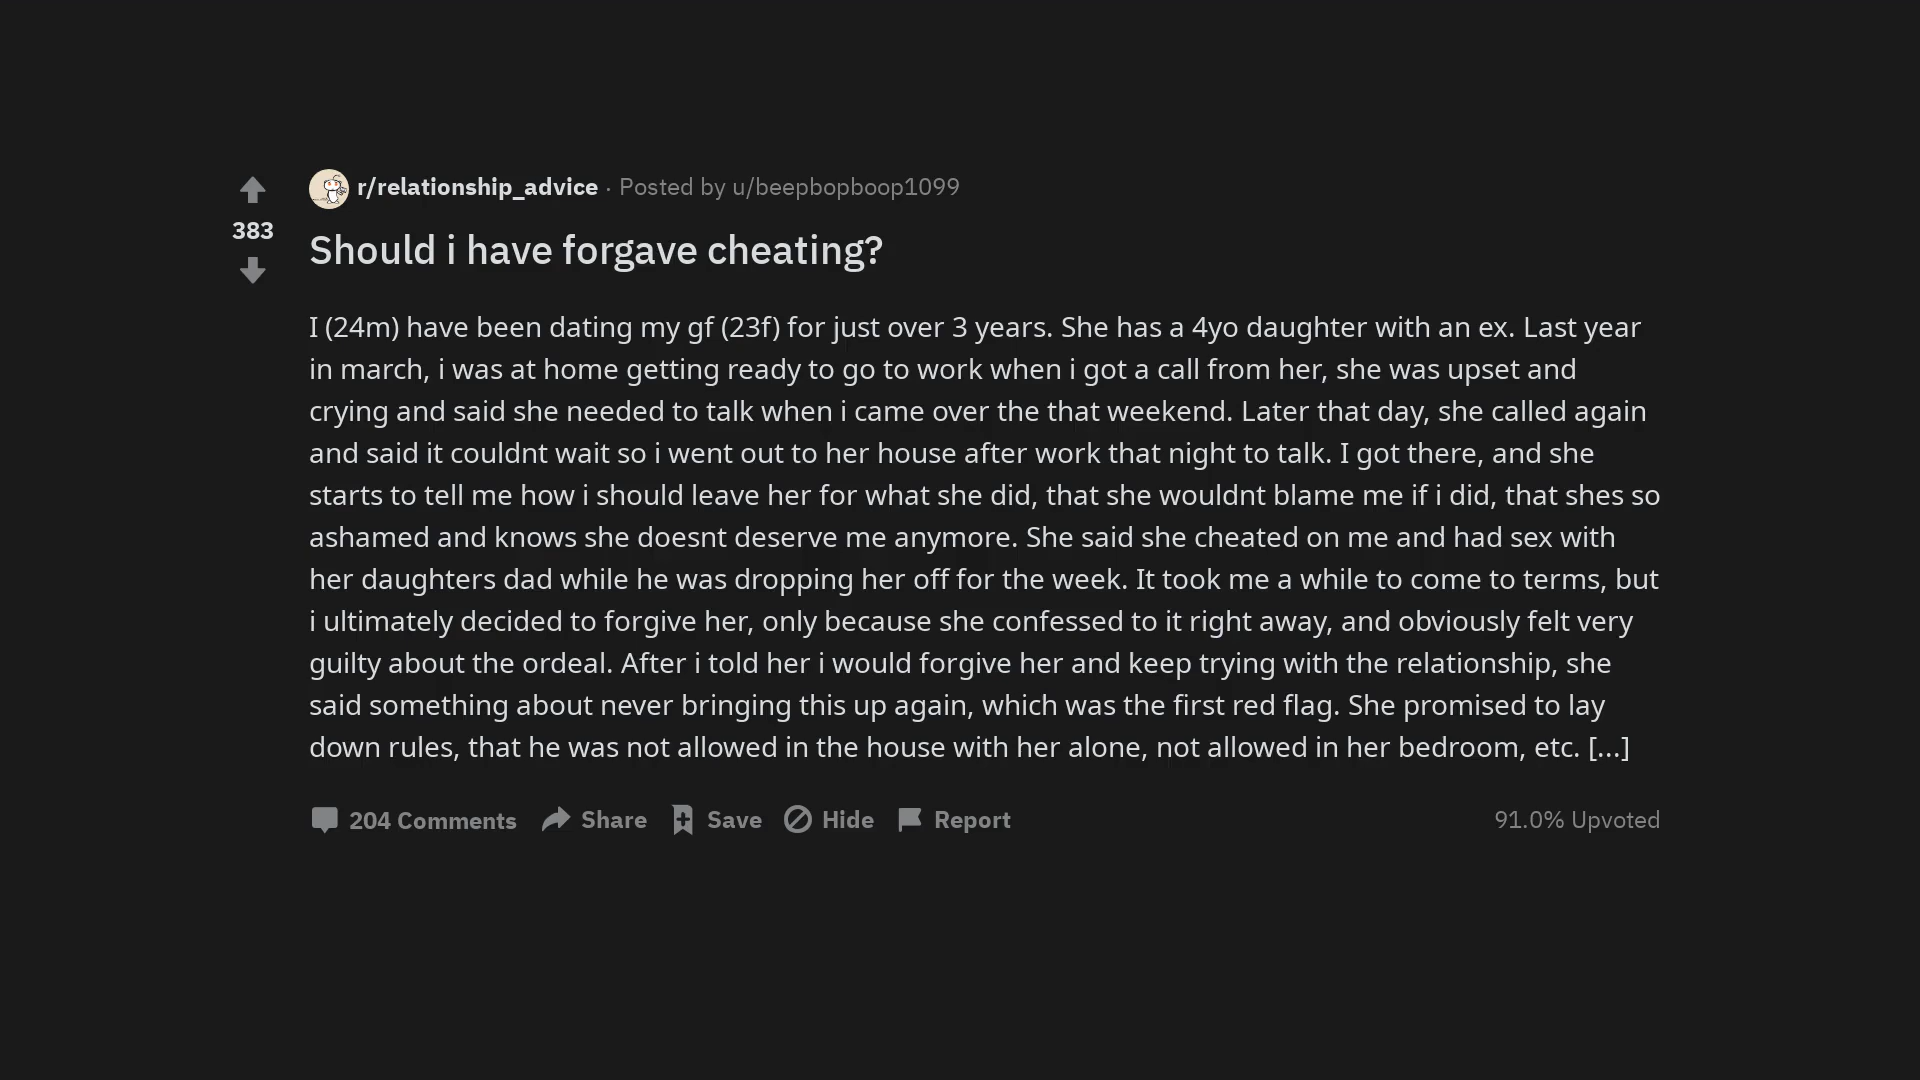 r/relationship_advice · Posted by u/beepbopboop1099
383
Should i have forgave cheating?
I (24m) have been dating my gf (23f) for just over 3 years. She has a 4yo daughter with an ex. Last year
in march, i was at home getting ready to go to work when i got a call from her, she was upset and
crying and said she needed to talk when i came over the that weekend. Later that day, she called again
and said it couldnt wait so i went out to her house after work that night to talk. I got there, and she
starts to tell me how i should leave her for what she did, that she wouldnt blame me if i did, that shes so
ashamed and knows she doesnt deserve me anymore. She said she cheated on me and had sex with
her daughters dad while he was dropping her off for the week. It took me a while to come to terms, but
i ultimately decided to forgive her, only because she confessed to it right away, and obviously felt very
guilty about the ordeal. After i told her i would forgive her and keep trying with the relationship, she
said something about never bringing this up again, which was the first red flag. She promised to lay
down rules, that he was not allowed in the house with her alone, not allowed in her bedroom, etc. [...]
204 Comments Share Save Hide Report 91.0% Upvoted